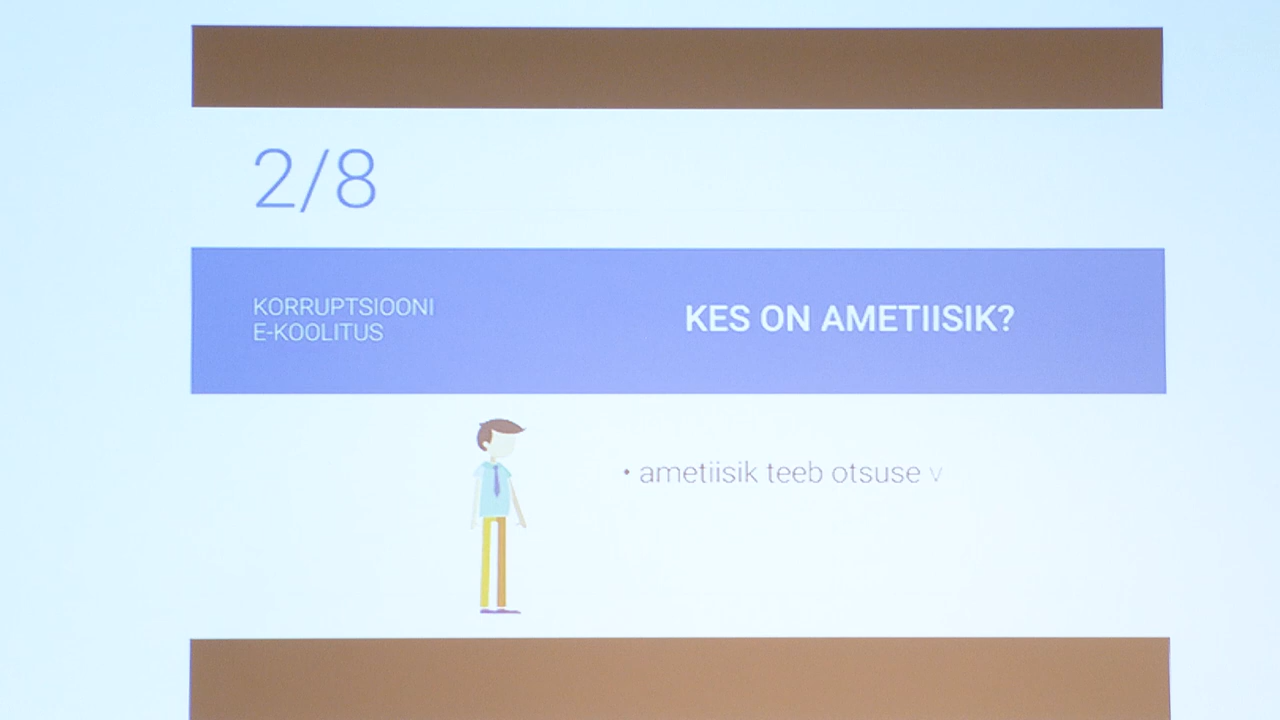 2/8
KORRUPTSIOONI
E-KOOLITUS
KES ON AMETIISIK?
• ametiisik teeb otsuse v